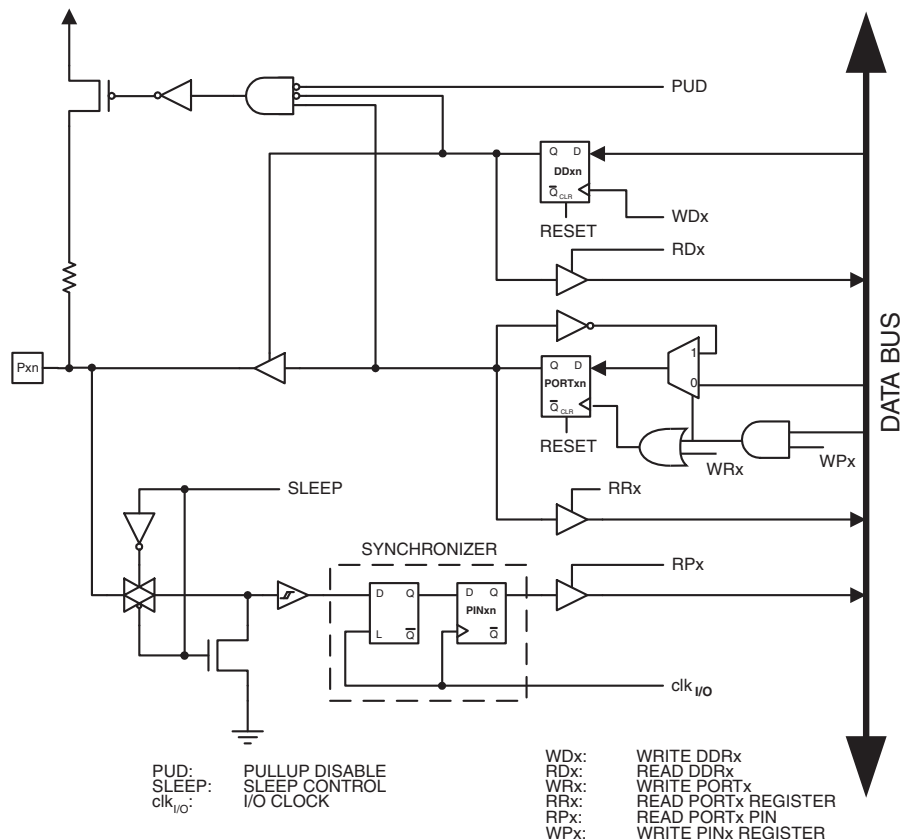 PUD
Q D
DDxn
Q CLR
WDx
RESET
RDx
Pxn
1
Q D
PORTxn
0
Q CLR
RESET
WRx
WPx
DATA BUS
SLEEP
RRx
SYNCHRONIZER
RPx
D Q
L Q
D Q
PINxn
Q
clk I/O
PUD: PULLUP DISABLE
SLEEP: SLEEP CONTROL
clk I/O: I/O CLOCK
WDx: WRITE DDRx
RDx: READ DDRx
WRx: WRITE PORTx
RRx: READ PORTx REGISTER
RPx: READ PORTx PIN
WPx: WRITE PINx REGISTER